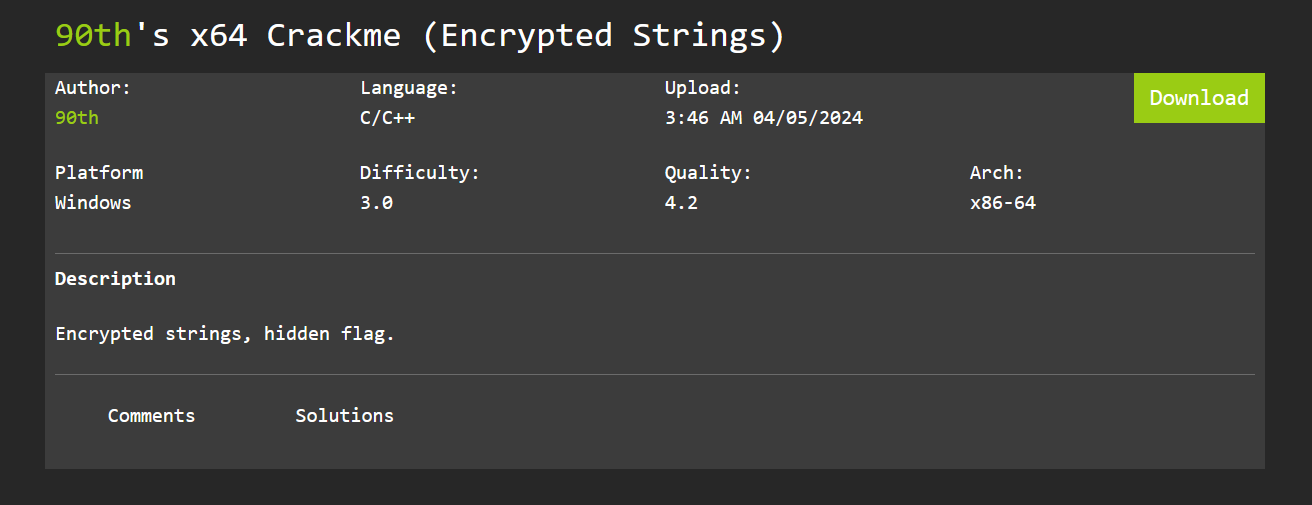 90th's x64 Crackme (Encrypted Strings)
Author: Language: Upload: Download
90th C/C++ 3:46 AM 04/05/2024
Platform Difficulty: Quality: Arch:
Windows 3.0 4.2 x86-64
Description
Encrypted strings, hidden flag.
Comments Solutions